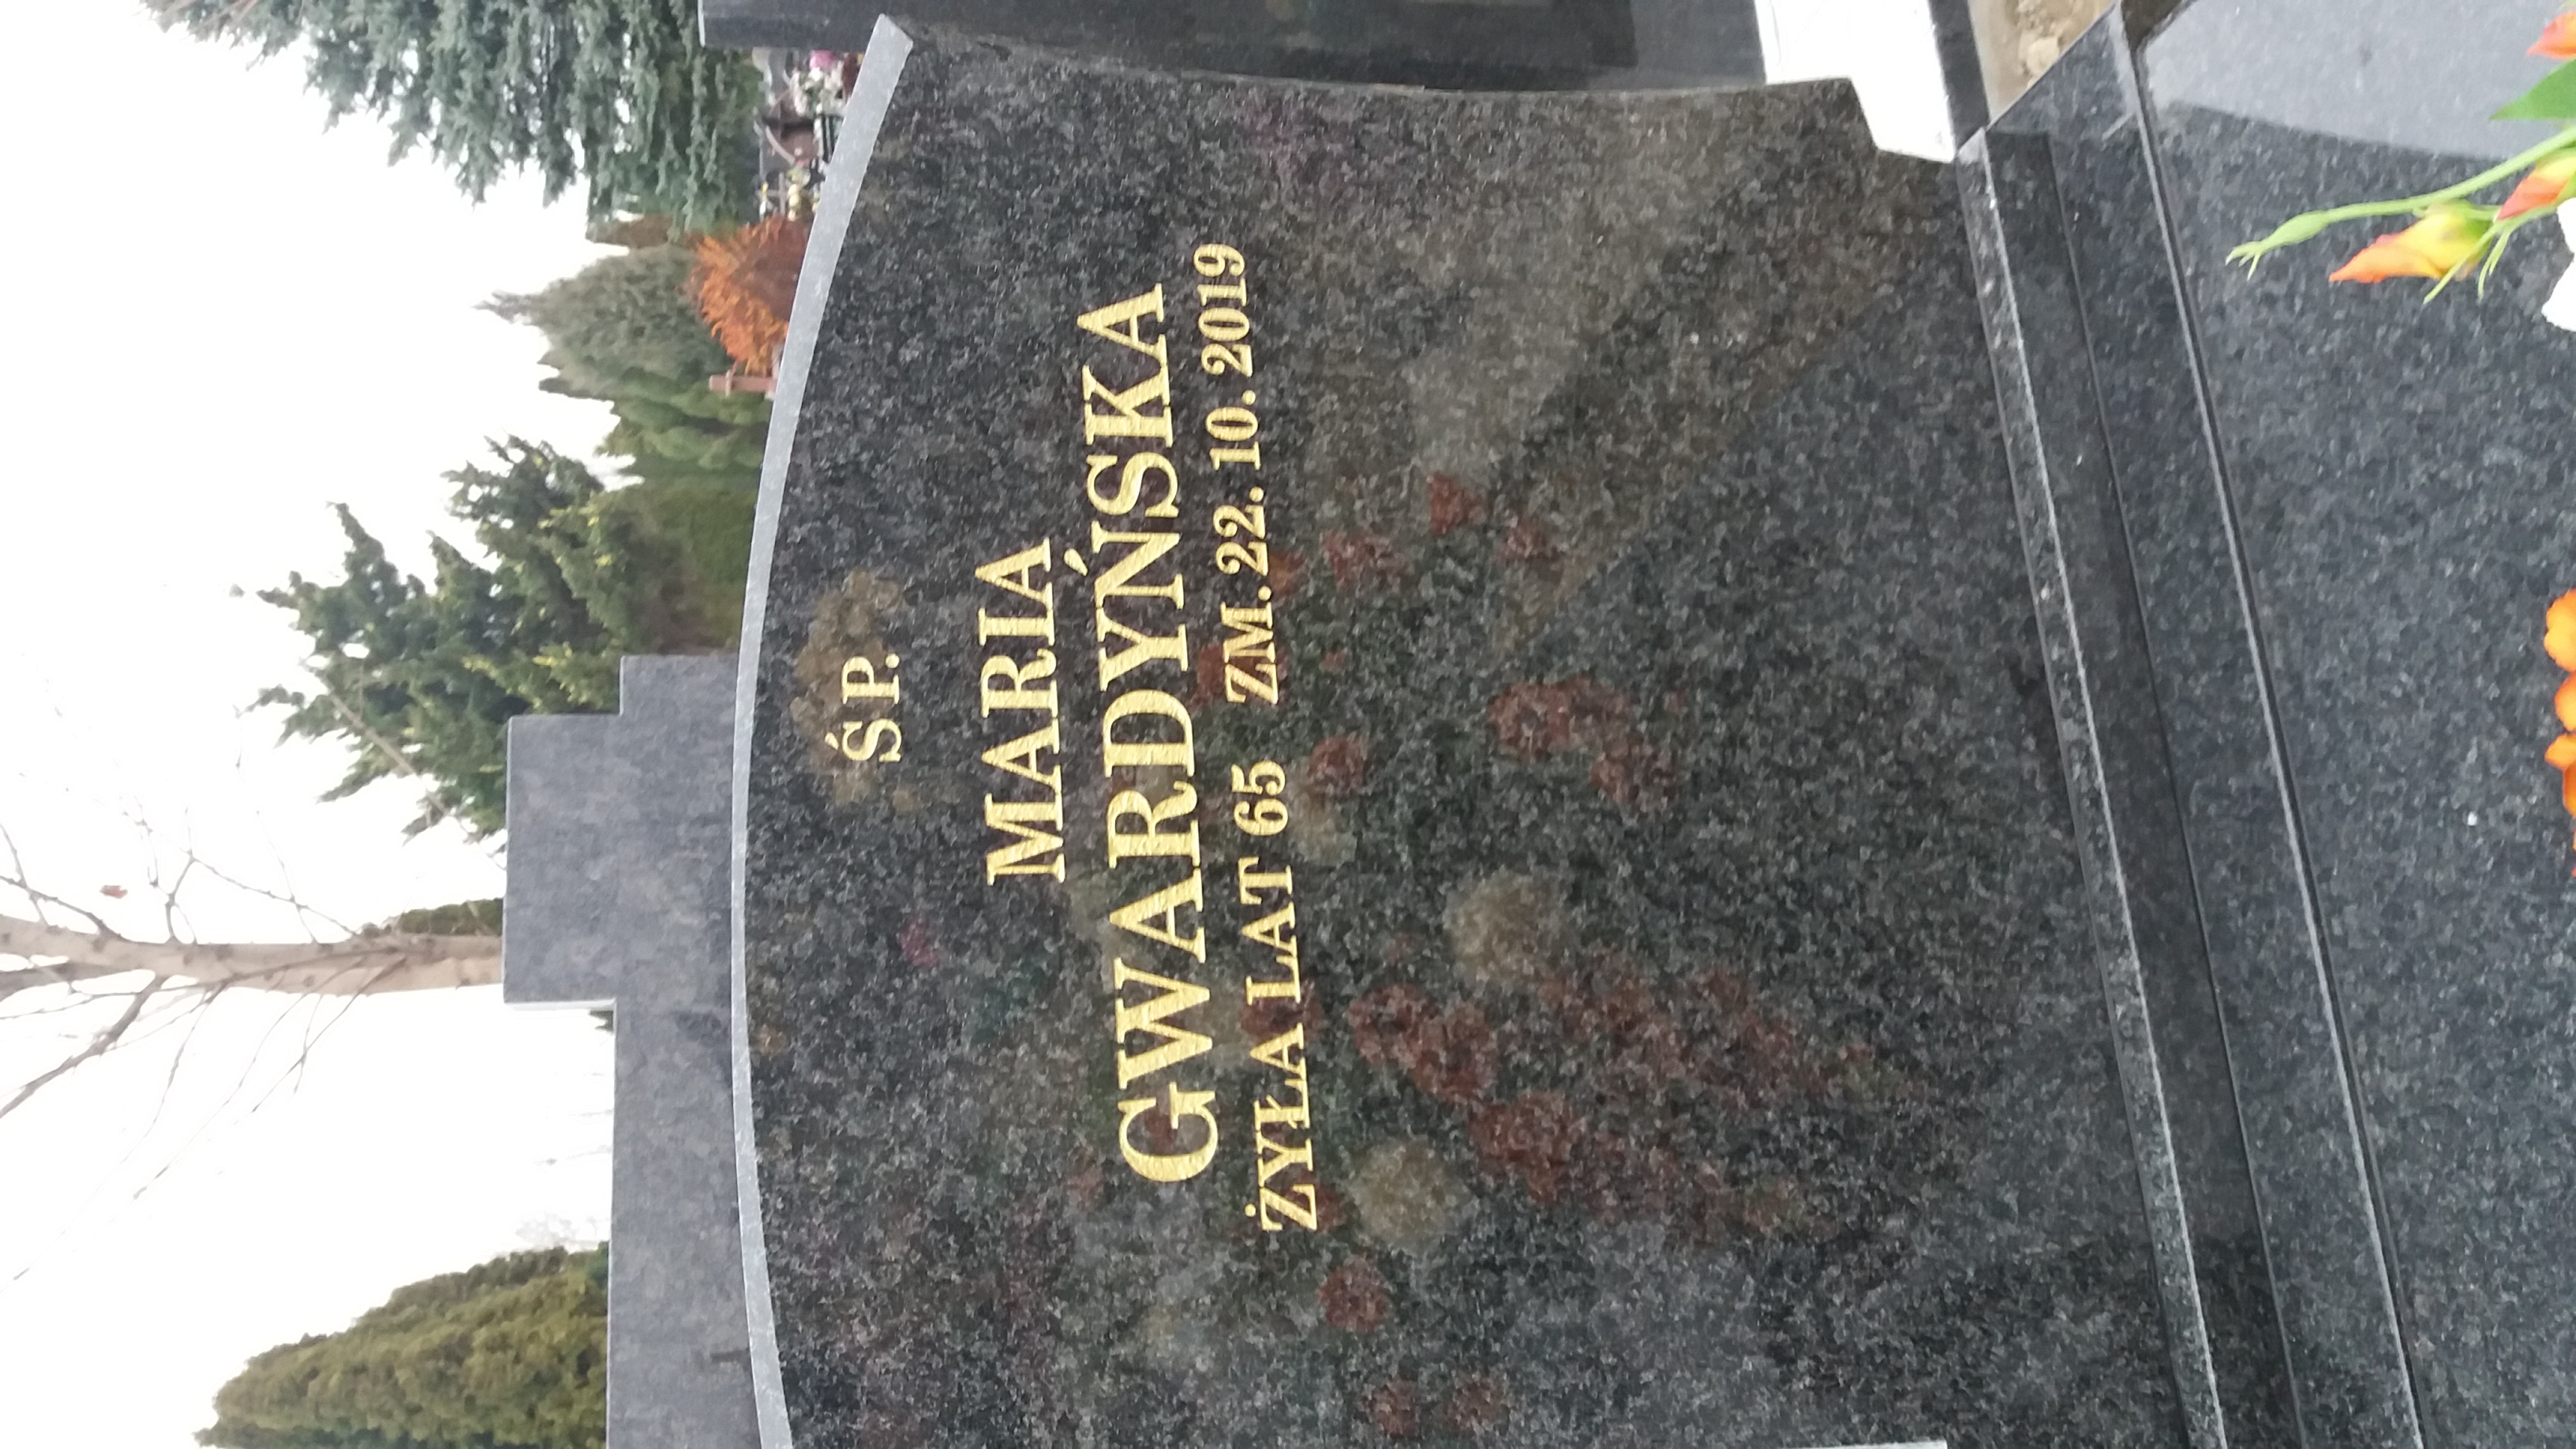 ŚP.
MARIA
GWARDYŃSKA
ŻYŁA LAT 65 ZM. 22. 10. 2019